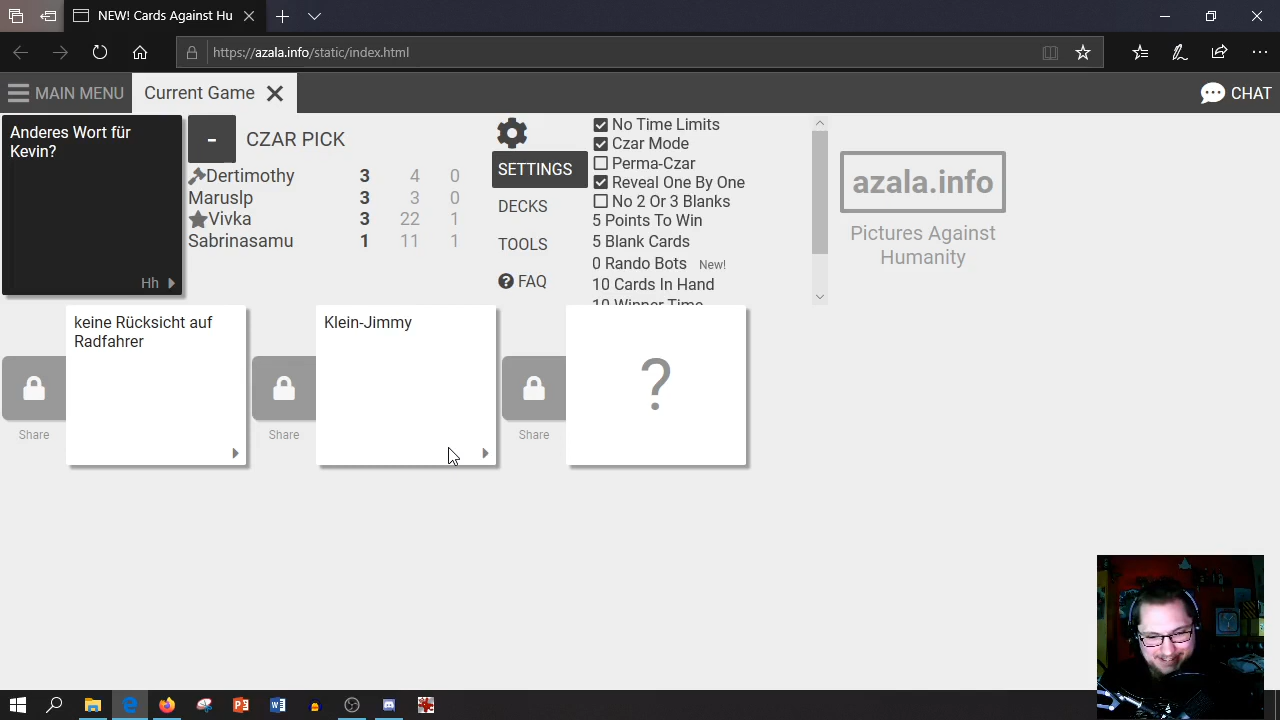 NEW! Cards Against Hu
https://azala.info/static/index.html
MAIN MENU
Current Game
CHAT
Anderes Wort für
Kevin?
Hh
-
CZAR PICK
Dertimothy 3 4 0
Maruslp 3 3 0
Vivka 3 22 1
Sabrinasamu 1 11 1
SETTINGS
DECKS
TOOLS
FAQ
No Time Limits
Czar Mode
Perma-Czar
Reveal One By One
No 2 Or 3 Blanks
5 Points To Win
5 Blank Cards
0 Rando Bots New!
10 Cards In Hand
10 Winner Time
azala.info
Pictures Against
Humanity
Share
keine Rücksicht auf
Radfahrer
Share
Klein-Jimmy
Share
?